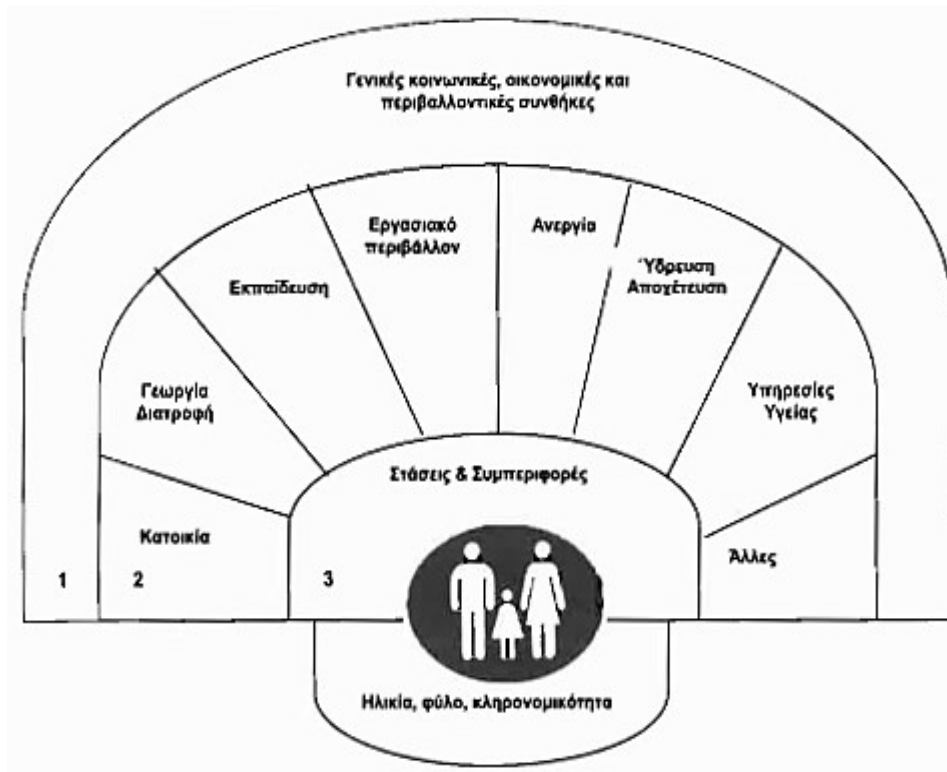 Γενικές κοινωνικές, οικονομικές και
περιβαλλοντικές συνθήκες
Εργασιακό
περιβάλλον
Ανεργία
Ύδρευση
Αποχέτευση
Εκπαίδευση
Γεωργία
Διατροφή
Υπηρεσίες
Υγείας
Στάσεις & Συμπεριφορές
Κατοικία
Άλλες
1
2
3
Ηλικία, φύλο, κληρονομικότητα